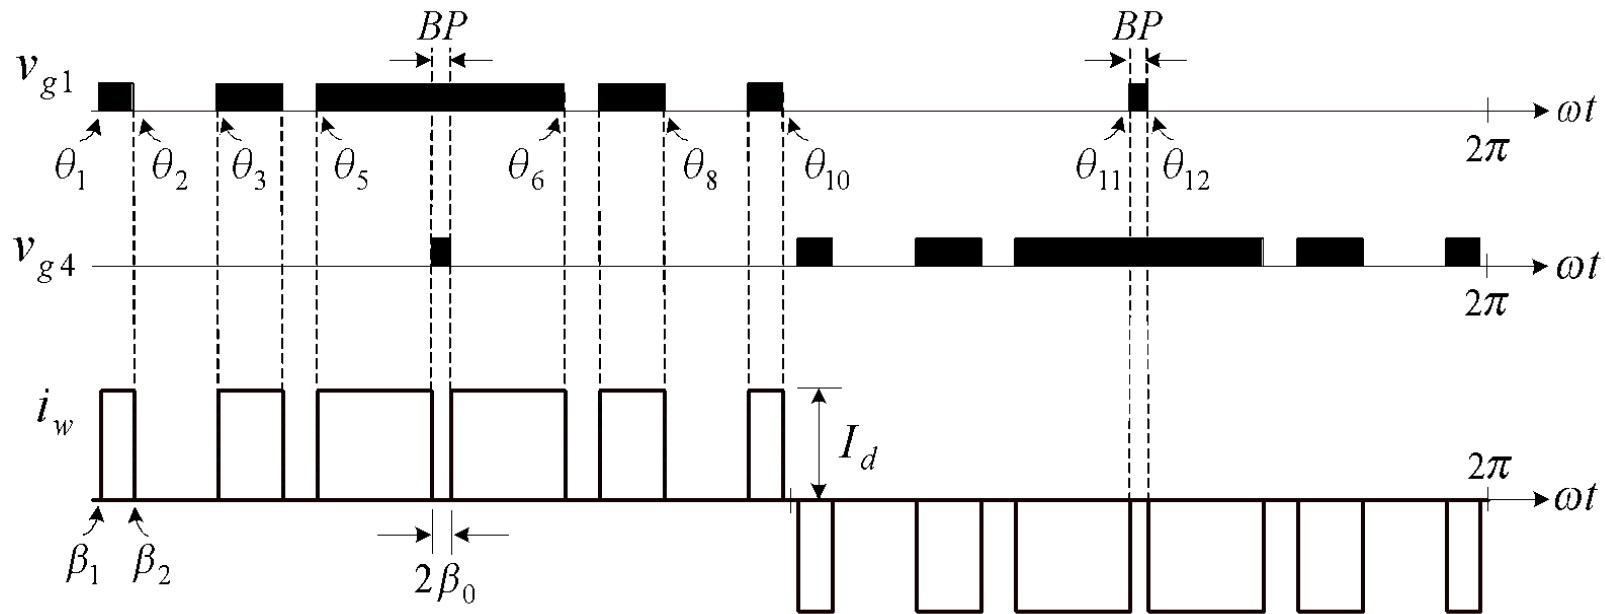 BP BP
v_g1 ωt
2π
θ_1 θ_2 θ_3 θ_5 θ_6 θ_8 θ_10 θ_11 θ_12
v_g4 ωt
2π
i_w I_d 2π
ωt
β_1 β_2 2β_0